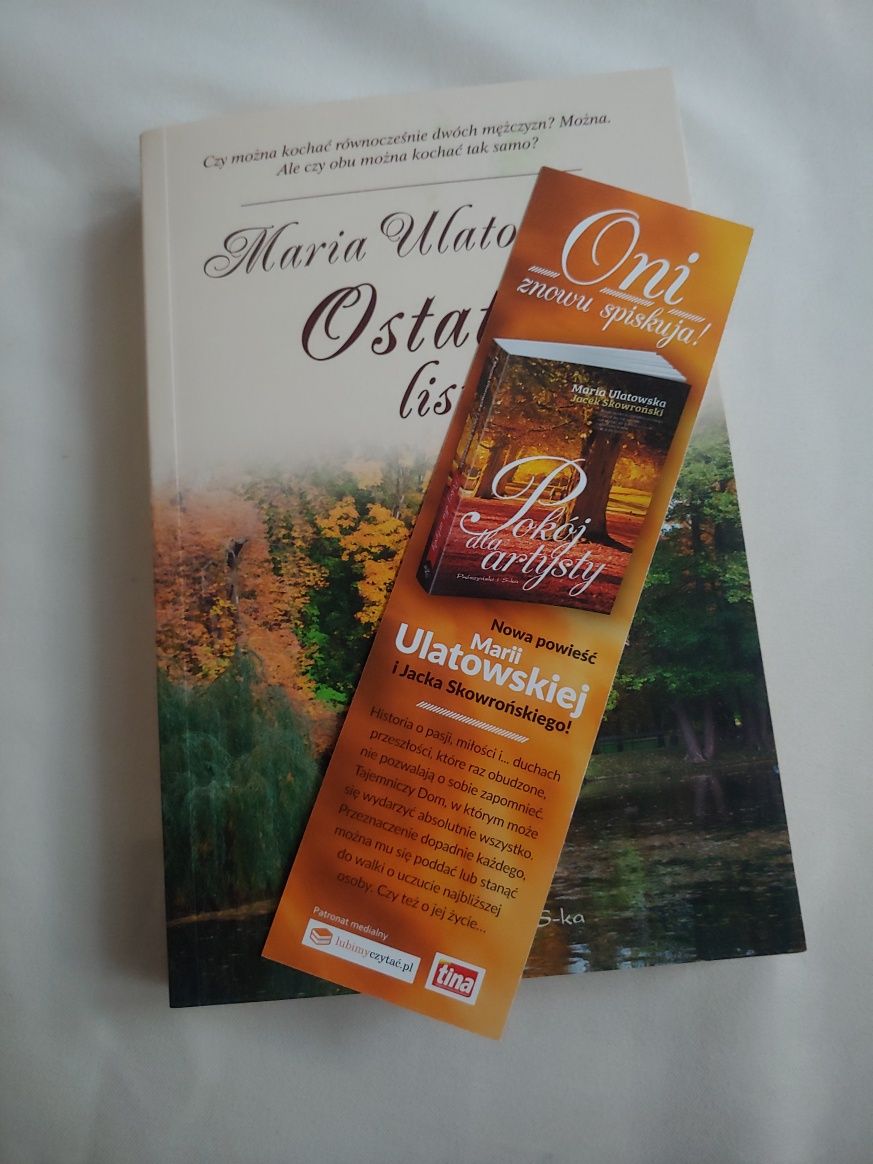 Czy można kochać równocześnie dwóch mężczyzn? Można.
Ale czy obu można kochać tak samo?
Maria Ulato
Ostat
lis
S-ka
Oni
znowu spiskują!
Maria Ulatowska
Jacek Skowroński
Pokój
dla
artysty
Prószyński i S-ka
Nowa powieść
Marii
Ulatowskiej
i Jacka Skowrońskiego!
Historia o pasji, miłości i... duchach
przeszłości, które raz obudzone,
nie pozwalają o sobie zapomnieć.
Tajemniczy Dom, w którym może
się wydarzyć absolutnie wszystko.
Przeznaczenie dopadnie każdego,
można mu się poddać lub stanąć
do walki o uczucie najbliższej
osoby. Czy też o jej życie...
Patronat medialny
lubimyczytać.pl
tina